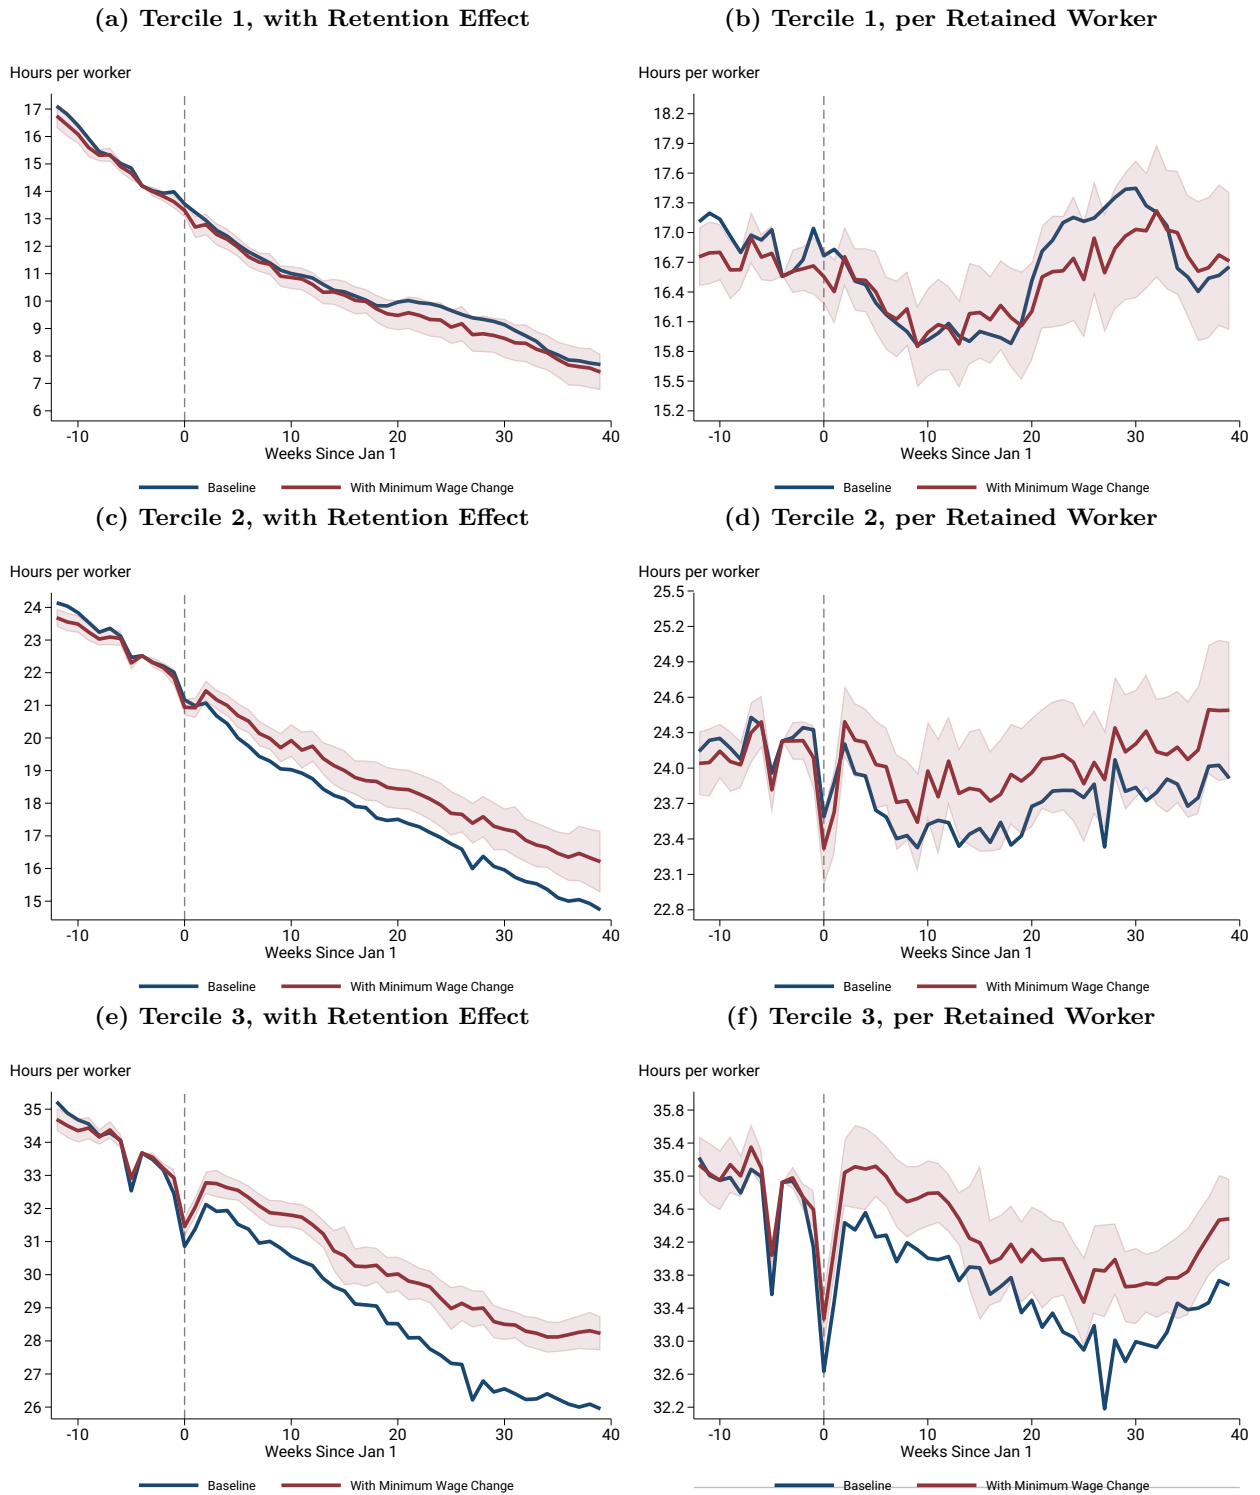 (a) Tercile 1, with Retention Effect
Hours per worker
17
16
15
14
13
12
11
10
9
8
7
6
-10 0 10 20 30 40
Weeks Since Jan 1
Baseline With Minimum Wage Change
(b) Tercile 1, per Retained Worker
Hours per worker
18.2
17.9
17.6
17.3
17.0
16.7
16.4
16.1
15.8
15.5
15.2
-10 0 10 20 30 40
Weeks Since Jan 1
Baseline With Minimum Wage Change
(c) Tercile 2, with Retention Effect
Hours per worker
24
23
22
21
20
19
18
17
16
15
-10 0 10 20 30 40
Weeks Since Jan 1
Baseline With Minimum Wage Change
(d) Tercile 2, per Retained Worker
Hours per worker
25.5
25.2
24.9
24.6
24.3
24.0
23.7
23.4
23.1
22.8
-10 0 10 20 30 40
Weeks Since Jan 1
Baseline With Minimum Wage Change
(e) Tercile 3, with Retention Effect
Hours per worker
35
34
33
32
31
30
29
28
27
26
-10 0 10 20 30 40
Weeks Since Jan 1
Baseline With Minimum Wage Change
(f) Tercile 3, per Retained Worker
Hours per worker
35.8
35.4
35.0
34.6
34.2
33.8
33.4
33.0
32.6
32.2
-10 0 10 20 30 40
Weeks Since Jan 1
Baseline With Minimum Wage Change